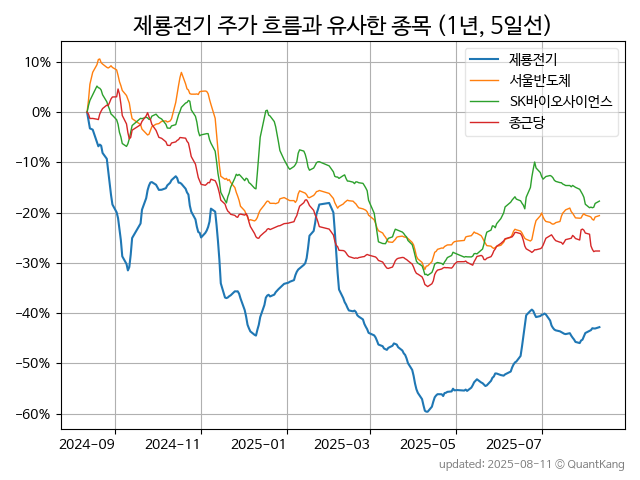 제룡전기 주가 흐름과 유사한 종목 (1년, 5일선)
제룡전기
서울반도체
SK바이오사이언스
종근당
10%
0%
−10%
−20%
−30%
−40%
−50%
−60%
2024−09 2024−11 2025−01 2025−03 2025−05 2025−07
updated: 2025-08-11 © QuantKang